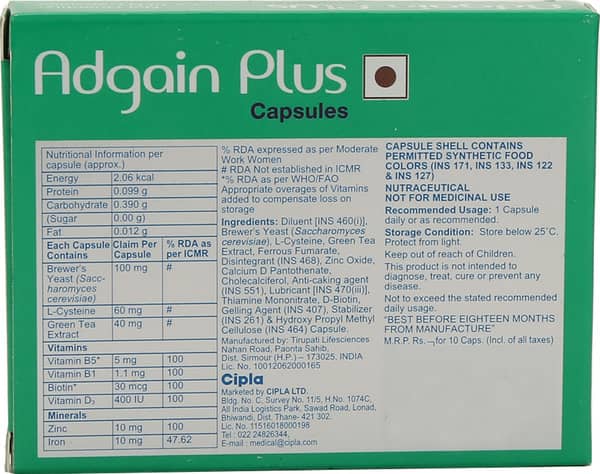 Adgain Plus
Capsules
Nutritional Information per
capsule (approx.)
Energy 2.06 kcal
Protein 0.099 g
Carbohydrate 0.390 g
(Sugar 0.00 g)
Fat 0.012 g
Each Capsule Contains Claim Per Capsule % RDA as per ICMR
Brewer's Yeast (Saccharomyces cerevisiae) 100 mg #
L-Cysteine 60 mg #
Green Tea Extract 40 mg #
Vitamins
Vitamin B5* 5 mg 100
Vitamin B1 1.1 mg 100
Biotin* 30 mcg 100
Vitamin D3 400 IU 100
Minerals
Zinc 10 mg 100
Iron 10 mg 47.62
% RDA expressed as per Moderate
Work Women
# RDA Not established in ICMR
*% RDA as per WHO/FAO
Appropriate overages of Vitamins
added to compensate loss on
storage
Ingredients: Diluent [INS 460(i)],
Brewer's Yeast (Saccharomyces
cerevisiae), L-Cysteine, Green Tea
Extract, Ferrous Fumarate,
Disintegrant (INS 468), Zinc Oxide,
Calcium D Pantothenate,
Cholecalciferol, Anti-caking agent
(INS 551), Lubricant [INS 470(iii)],
Thiamine Mononitrate, D-Biotin,
Gelling Agent (INS 407), Stabilizer
(INS 261) & Hydroxy Propyl Methyl
Cellulose (INS 464) Capsule.
Manufactured by: Tirupati Lifesciences
Nahan Road, Paonta Sahib,
Dist. Sirmour (H.P.) – 173025, INDIA
Lic. No. 10012062000165
Cipla
Marketed by CIPLA LTD.
Bldg. No. C, Survey No. 11/5, H.No. 1074C,
All India Logistics Park, Sawad Road, Lonad,
Bhiwandi, Dist. Thane- 421 302.
Lic. No. 11516018000198
Tel : 022 24826344,
E-mail : medical@cipla.com
CAPSULE SHELL CONTAINS
PERMITTED SYNTHETIC FOOD
COLORS (INS 171, INS 133, INS 122
& INS 127)
NUTRACEUTICAL
NOT FOR MEDICINAL USE
Recommended Usage: 1 Capsule
daily or as recommended.
Storage Condition: Store below 25°C.
Protect from light.
Keep out of reach of Children.
This product is not intended to
diagnose, treat, cure or prevent any
disease.
Not to exceed the stated recommended
daily usage.
"BEST BEFORE EIGHTEEN MONTHS
FROM MANUFACTURE"
M.R.P. Rs. for 10 Caps. (Incl. of all taxes)